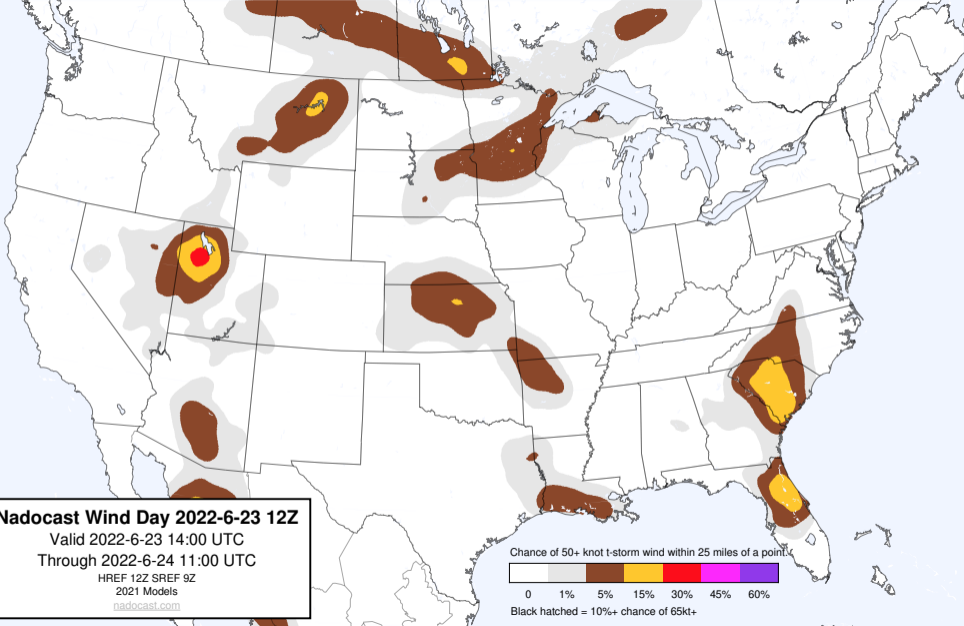 Nadocast Wind Day 2022-6-23 12Z
Valid 2022-6-23 14:00 UTC
Through 2022-6-24 11:00 UTC
HREF 12Z SREF 9Z
2021 Models
nadocast.com
Chance of 50+ knot t-storm wind within 25 miles of a point.
0 1% 5% 15% 30% 45% 60%
Black hatched = 10%+ chance of 65kt+